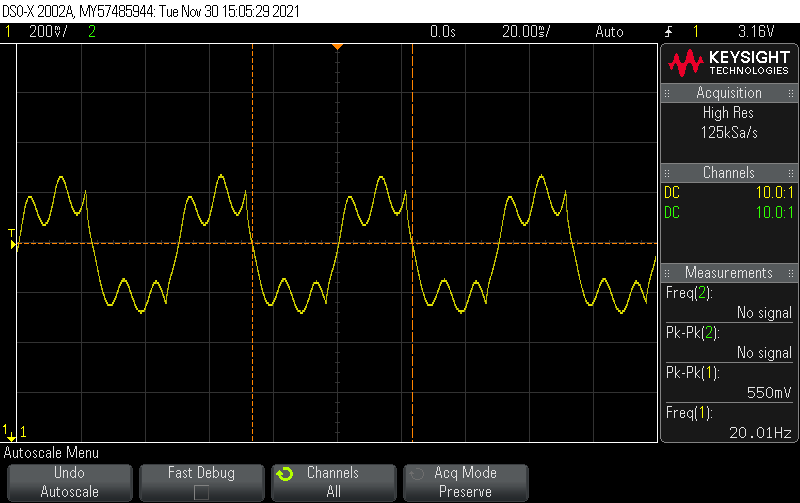 DSO-X 2002A, MY57485944: Tue Nov 30 15:05:29 2021
1 200mV/ 2 0.0s 20.00ms/ Auto 1 3.16V
KEYSIGHT
TECHNOLOGIES
Acquisition
High Res
125kSa/s
Channels
DC 10.0:1
DC 10.0:1
T
Measurements
Freq(2):
No signal
Pk-Pk(2):
No signal
Pk-Pk(1):
550mV
Freq(1):
20.01Hz
1 1
Autoscale Menu
Undo
Autoscale
Fast Debug
Channels
All
Acq Mode
Preserve